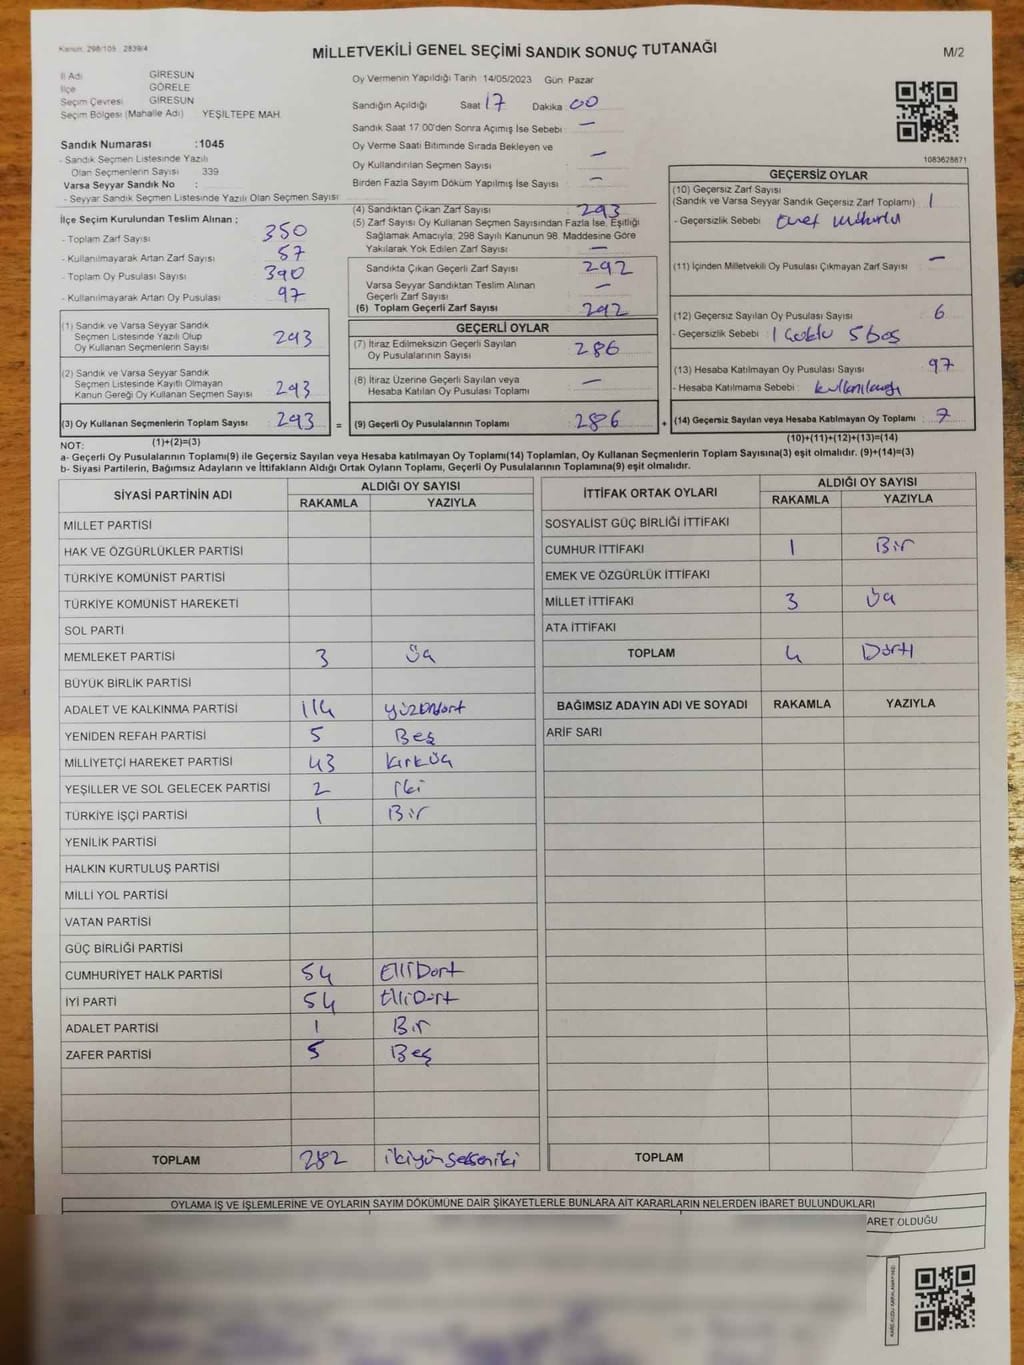 Kanun: 298/105 2839/4
MİLLETVEKİLİ GENEL SEÇİMİ SANDIK SONUÇ TUTANAĞI
M/2
İl Adı GİRESUN
İlçe GÖRELE
Seçim Çevresi GİRESUN
Seçim Bölgesi (Mahalle Adı) YEŞİLTEPE MAH.
Sandık Numarası :1045
- Sandık Seçmen Listesinde Yazılı
Olan Seçmenlerin Sayısı 339
Varsa Seyyar Sandık No :
- Seyyar Sandık Seçmen Listesinde Yazılı Olan Seçmen Sayısı
Oy Vermenin Yapıldığı Tarih 14/05/2023 Gün Pazar
Sandığın Açıldığı Saat 17 Dakika 00
Sandık Saat 17:00'den Sonra Açımış İse Sebebi —
Oy Verme Saati Bitiminde Sırada Bekleyen ve
Oy Kullandırılan Seçmen Sayısı —
Birden Fazla Sayım Döküm Yapılmış İse Sayısı —
1083628671
İlçe Seçim Kurulundan Teslim Alınan :
- Toplam Zarf Sayısı 350
- Kullanılmayarak Artan Zarf Sayısı 57
- Toplam Oy Pusulası Sayısı 390
- Kullanılmayarak Artan Oy Pusulası 97
(4) Sandıktan Çıkan Zarf Sayısı 293
(5) Zarf Sayısı Oy Kullanan Seçmen Sayısından Fazla İse, Eşitliği
Sağlamak Amacıyla, 298 Sayılı Kanunun 98. Maddesine Göre
Yakılarak Yok Edilen Zarf Sayısı —
Sandıkta Çıkan Geçerli Zarf Sayısı 292
Varsa Seyyar Sandıktan Teslim Alınan
Geçerli Zarf Sayısı —
(6) Toplam Geçerli Zarf Sayısı 292
GEÇERSİZ OYLAR
(10) Geçersiz Zarf Sayısı
(Sandık ve Varsa Seyyar Sandık Geçersiz Zarf Toplamı) 1
- Geçersizlik Sebebi
(11) İçinden Milletvekili Oy Pusulası Çıkmayan Zarf Sayısı —
(12) Geçersiz Sayılan Oy Pusulası Sayısı 6
- Geçersizlik Sebebi : 1 5 boş
(13) Hesaba Katılmayan Oy Pusulası Sayısı 97
- Hesaba Katılmama Sebebi :
(14) Geçersiz Sayılan veya Hesaba Katılmayan Oy Toplamı : 7
(10)+(11)+(12)+(13)=(14)
(1) Sandık ve Varsa Seyyar Sandık
Seçmen Listesinde Yazılı Olup
Oy Kullanan Seçmenlerin Sayısı 293
(2) Sandık ve Varsa Seyyar Sandık
Seçmen Listesinde Kayıtlı Olmayan
Kanun Gereği Oy Kullanan Seçmen Sayısı 293
(3) Oy Kullanan Seçmenlerin Toplam Sayısı 293 =
GEÇERLİ OYLAR
(7) İtiraz Edilmeksizin Geçerli Sayılan
Oy Pusulalarının Sayısı 286
(8) İtiraz Üzerine Geçerli Sayılan veya
Hesaba Katılan Oy Pusulası Toplamı —
(9) Geçerli Oy Pusulalarının Toplamı 286 +
NOT: (1)+(2)=(3)
a- Geçerli Oy Pusulalarının Toplamı(9) ile Geçersiz Sayılan veya Hesaba katılmayan Oy Toplamı(14) Toplamları, Oy Kullanan Seçmenlerin Toplam Sayısına(3) eşit olmalıdır. (9)+(14)=(3)
b- Siyasi Partilerin, Bağımsız Adayların ve İttifakların Aldığı Ortak Oyların Toplamı, Geçerli Oy Pusulalarının Toplamına(9) eşit olmalıdır.
SİYASİ PARTİNİN ADI ALDIĞI OY SAYISI
RAKAMLA YAZIYLA
MİLLET PARTİSİ
HAK VE ÖZGÜRLÜKLER PARTİSİ
TÜRKİYE KOMÜNİST PARTİSİ
TÜRKİYE KOMÜNİST HAREKETİ
SOL PARTİ
MEMLEKET PARTİSİ 3 Üç
BÜYÜK BİRLİK PARTİSİ
ADALET VE KALKINMA PARTİSİ 114 yüzondört
YENİDEN REFAH PARTİSİ 5 Beş
MİLLİYETÇİ HAREKET PARTİSİ 43 kırküç
YEŞİLLER VE SOL GELECEK PARTİSİ 2 İki
TÜRKİYE İŞÇİ PARTİSİ 1 Bir
YENİLİK PARTİSİ
HALKIN KURTULUŞ PARTİSİ
MİLLİ YOL PARTİSİ
VATAN PARTİSİ
GÜÇ BİRLİĞİ PARTİSİ
CUMHURİYET HALK PARTİSİ 54 ElliDört
İYİ PARTİ 54 ElliDört
ADALET PARTİSİ 1 Bir
ZAFER PARTİSİ 5 Beş
TOPLAM 282 ikiyüzsekseniki
İTTİFAK ORTAK OYLARI ALDIĞI OY SAYISI
RAKAMLA YAZIYLA
SOSYALİST GÜÇ BİRLİĞİ İTTİFAKI
CUMHUR İTTİFAKI 1 Bir
EMEK VE ÖZGÜRLÜK İTTİFAKI
MİLLET İTTİFAKI 3 Üç
ATA İTTİFAKI
TOPLAM 4 Dört
BAĞIMSIZ ADAYIN ADI VE SOYADI RAKAMLA YAZIYLA
ARİF SARI
TOPLAM
OYLAMA İŞ VE İŞLEMLERİNE VE OYLARIN SAYIM DÖKÜMÜNE DAİR ŞİKAYETLERLE BUNLARA AİT KARARLARIN NELERDEN İBARET BULUNDUKLARI
ARET OLDUĞU